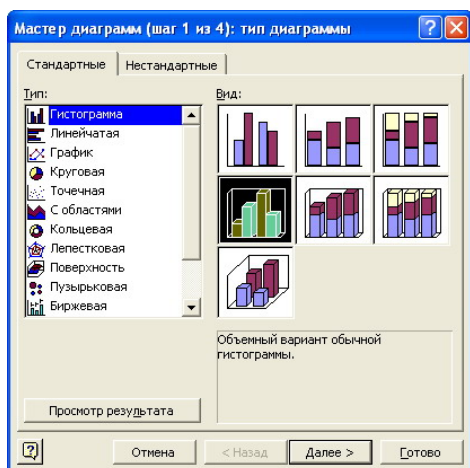 Мастер диаграмм (шаг 1 из 4): тип диаграммы
Стандартные Нестандартные
Тип: Вид:
Гистограмма
Линейчатая
График
Круговая
Точечная
С областями
Кольцевая
Лепестковая
Поверхность
Пузырьковая
Биржевая
Объемный вариант обычной
гистограммы.
Просмотр результата
Отмена < Назад Далее > Готово